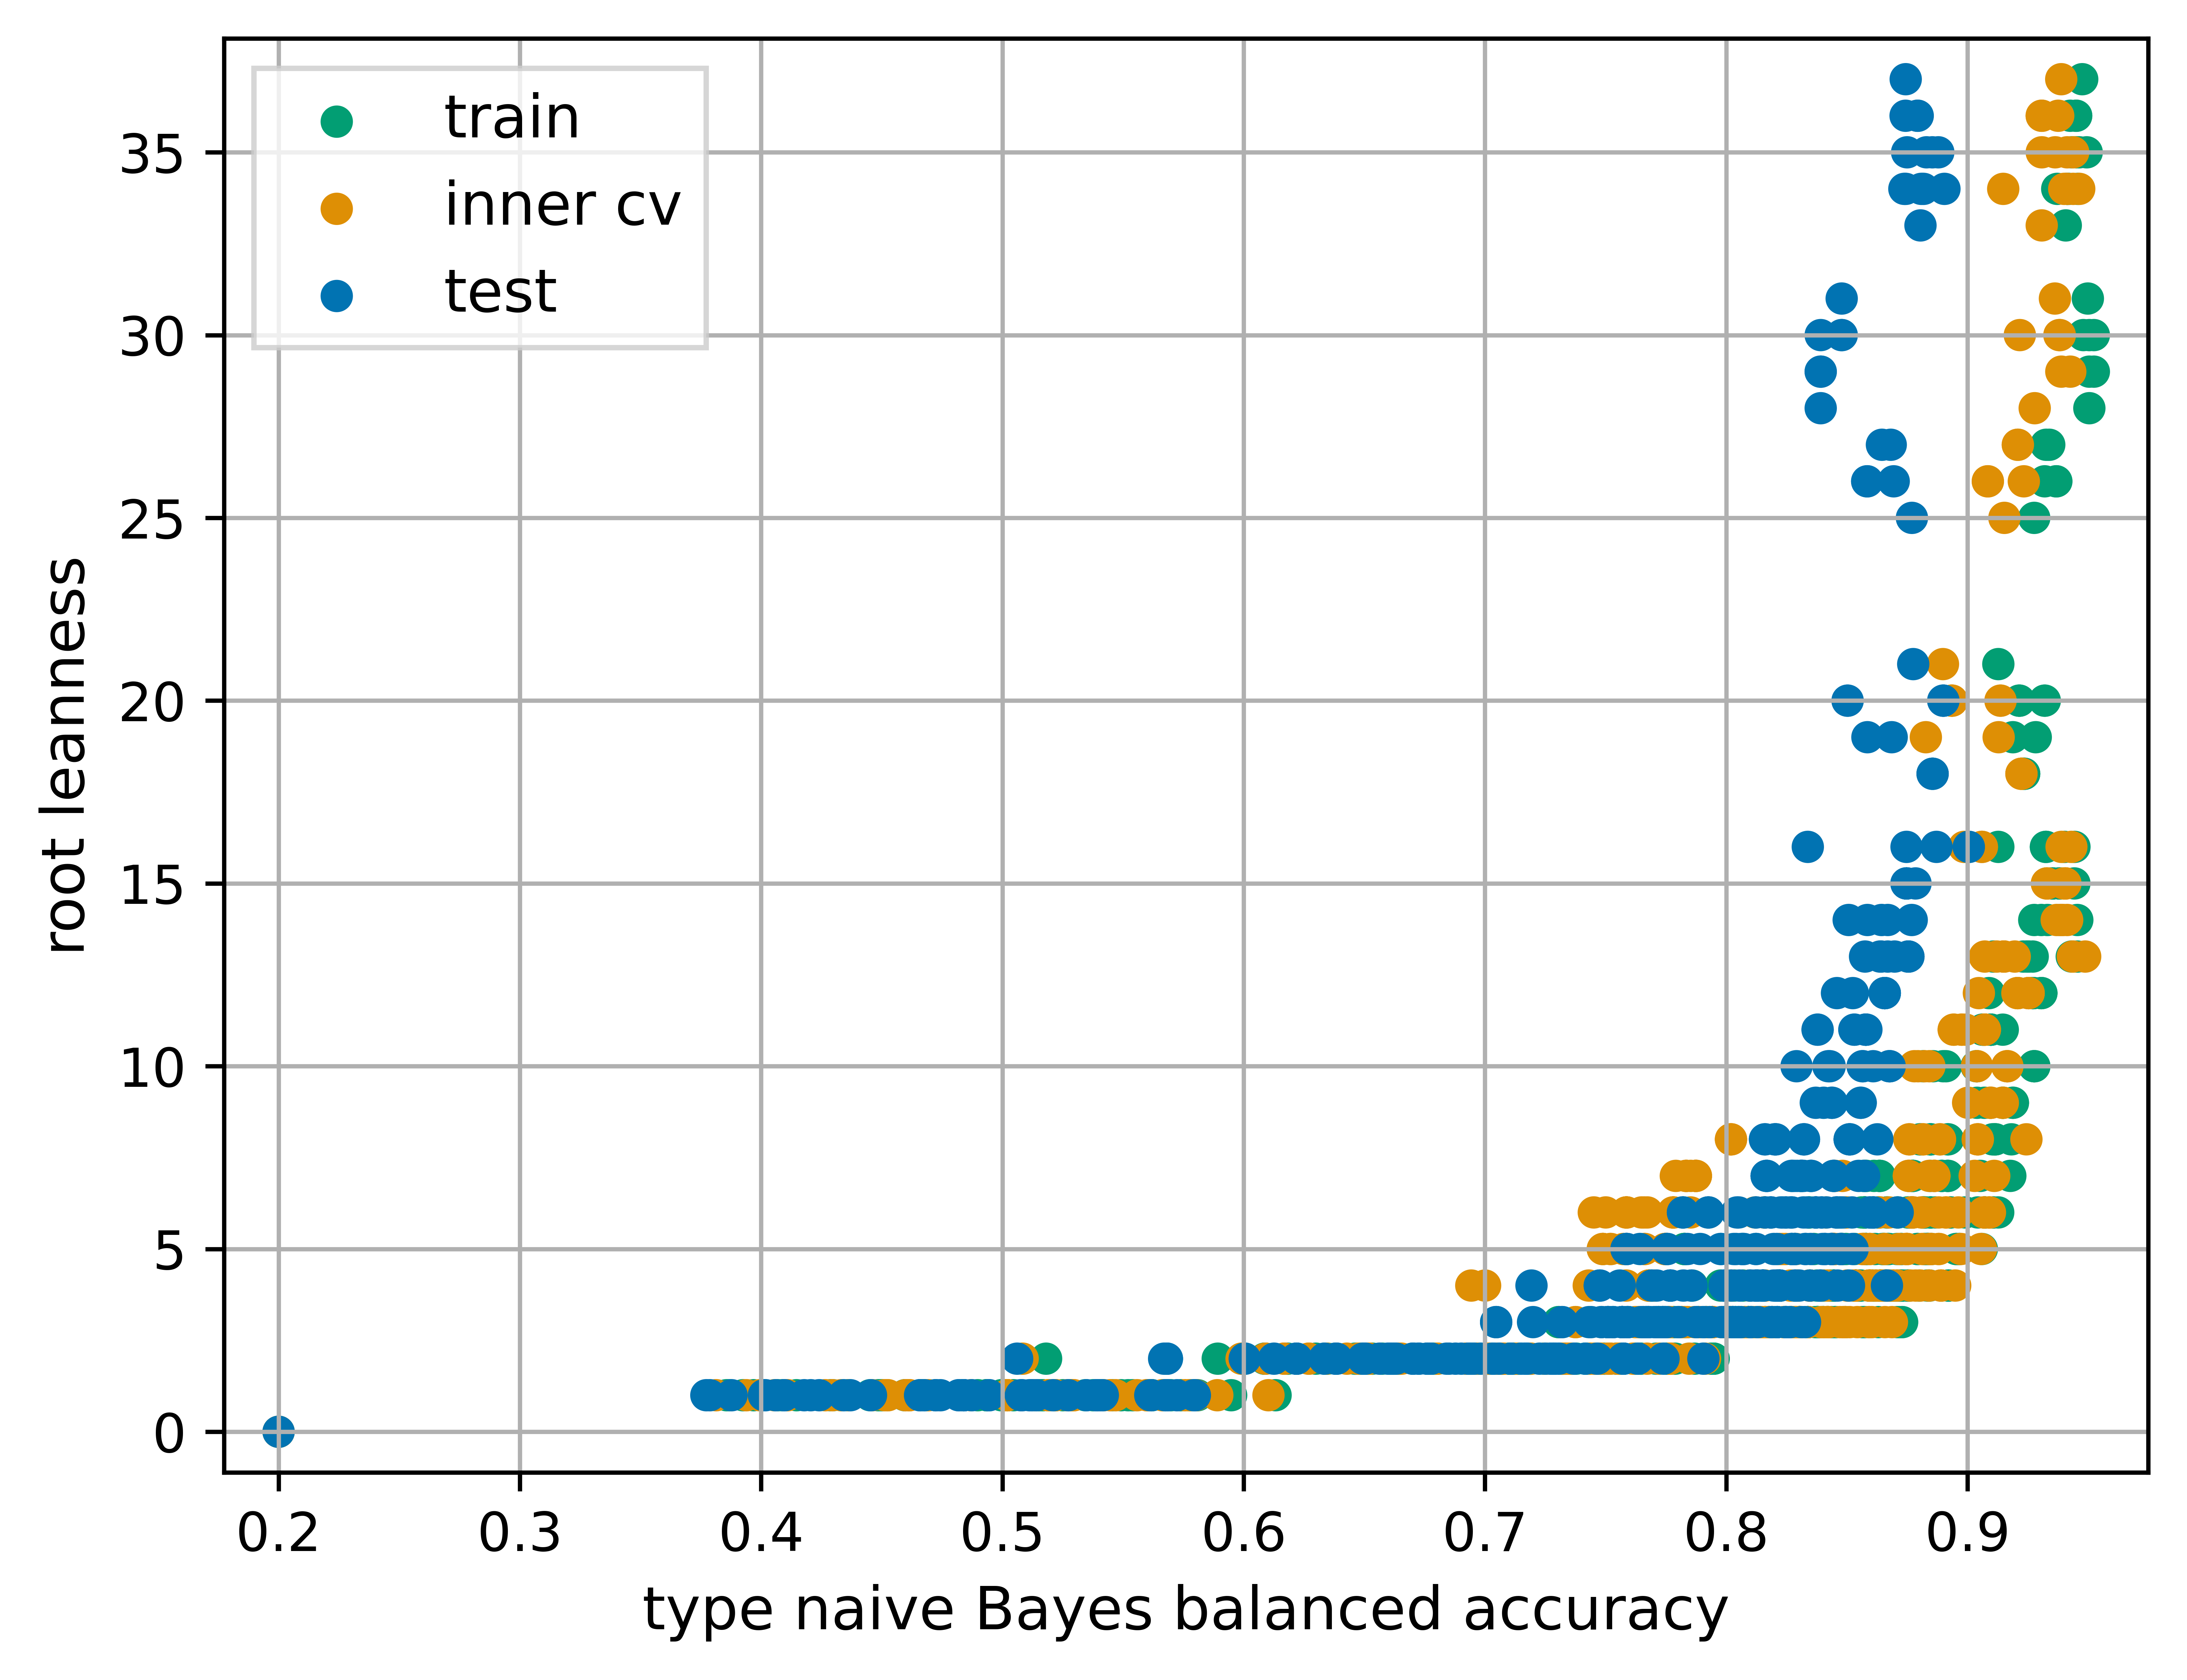 train
inner cv
test
35
30
25
20
15
10
5
0
root leanness
0.2 0.3 0.4 0.5 0.6 0.7 0.8 0.9
type naive Bayes balanced accuracy